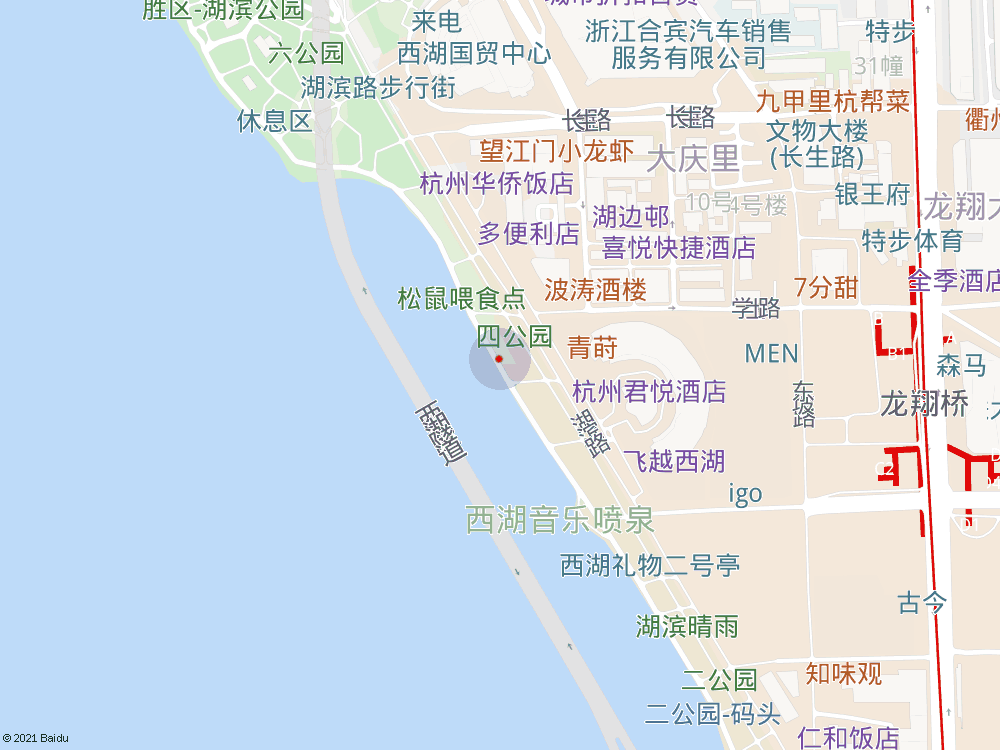 胜区-湖滨公园
来电
浙江合宾汽车销售
服务有限公司
特步
六公园
西湖国贸中心
31幢
湖滨路步行街
九甲里杭帮菜
休息区
长生路
长生路
衢州
文物大楼
(长生路)
望江门小龙虾
大庆里
杭州华侨饭店
银王府
10号
4号楼
湖边邨
龙翔大
多便利店
喜悦快捷酒店
特步体育
全季酒店
松鼠喂食点
波涛酒楼
7分甜
学士路
四公园
青莳
MEN
B1
A
森马
杭州君悦酒店
东坡路
龙翔桥
西湖隧道
湖滨路
飞越西湖
C2
igo
西湖音乐喷泉
D1
西湖礼物二号亭
古今
湖滨晴雨
二公园
知味观
二公园-码头
仁和饭店
© 2021 Baidu